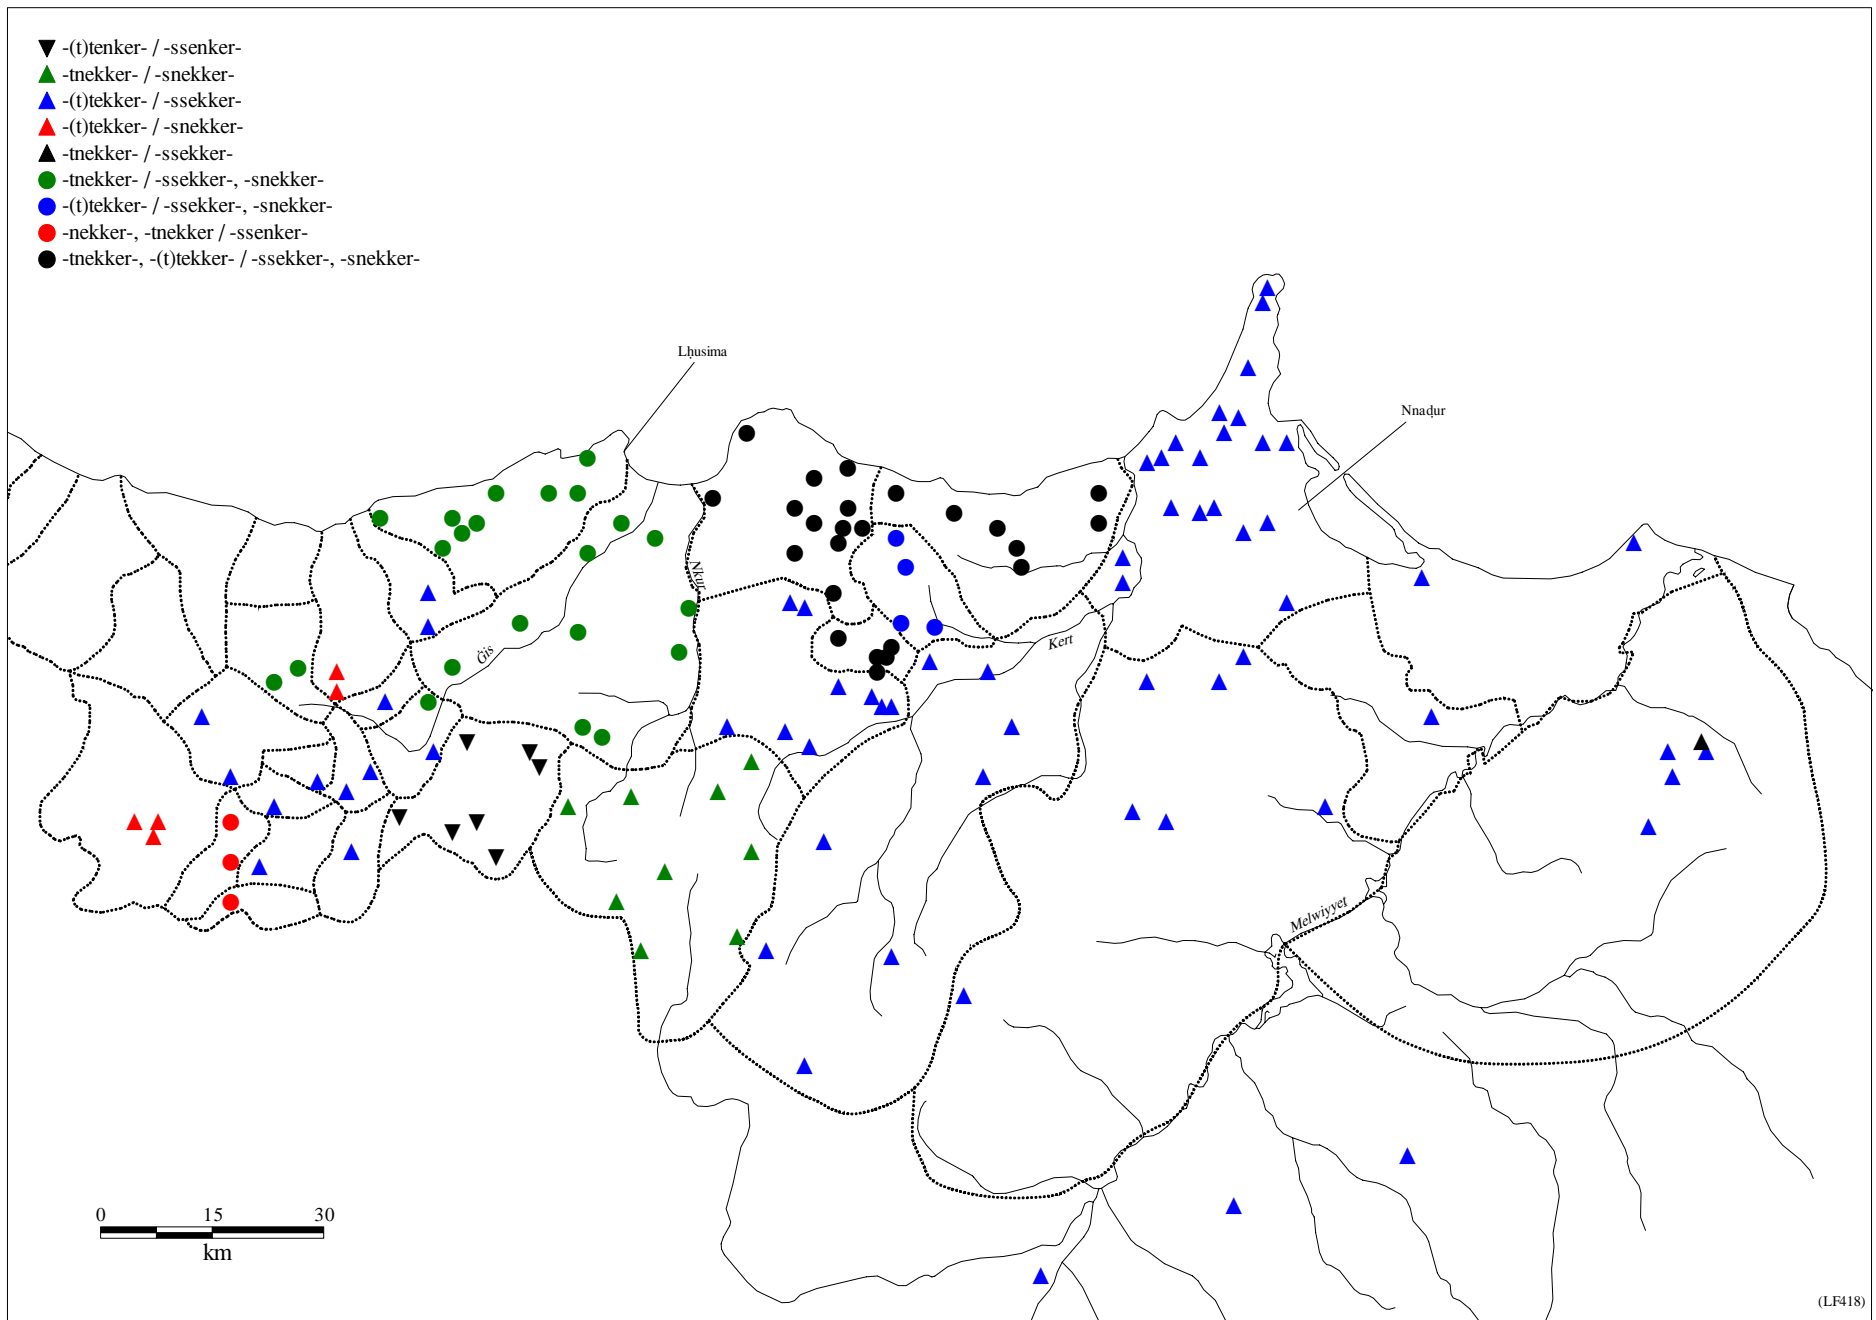 -(t)tenker- / -ssenker-
-tnekker- / -snekker-
-(t)tekker- / -ssekker-
-(t)tekker- / -snekker-
-tnekker- / -ssekker-
-tnekker- / -ssekker-, -snekker-
-(t)tekker- / -ssekker-, -snekker-
-nekker-, -tnekker / -ssenker-
-tnekker-, -(t)tekker- / -ssekker-, -snekker-
Lḥusima
Nnaḍur
Nkur
Kert
Ġis
Melwiyyet
0 15 30
km
(LF418)